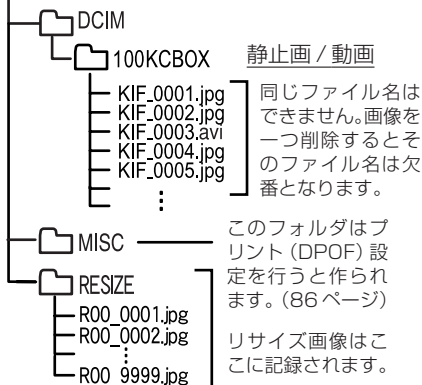 DCIM
100KCBOX
静止画 / 動画
KIF_0001.jpg
KIF_0002.jpg
KIF_0003.avi
KIF_0004.jpg
KIF_0005.jpg
同じファイル名は
できません。画像を
一つ削除するとそ
のファイル名は欠
番となります。
MISC
このフォルダはプ
リント (DPOF) 設
定を行うと作られ
ます。(86ページ)
RESIZE
R00_0001.jpg
R00_0002.jpg
R00_9999.jpg
リサイズ画像はこ
こに記録されます。